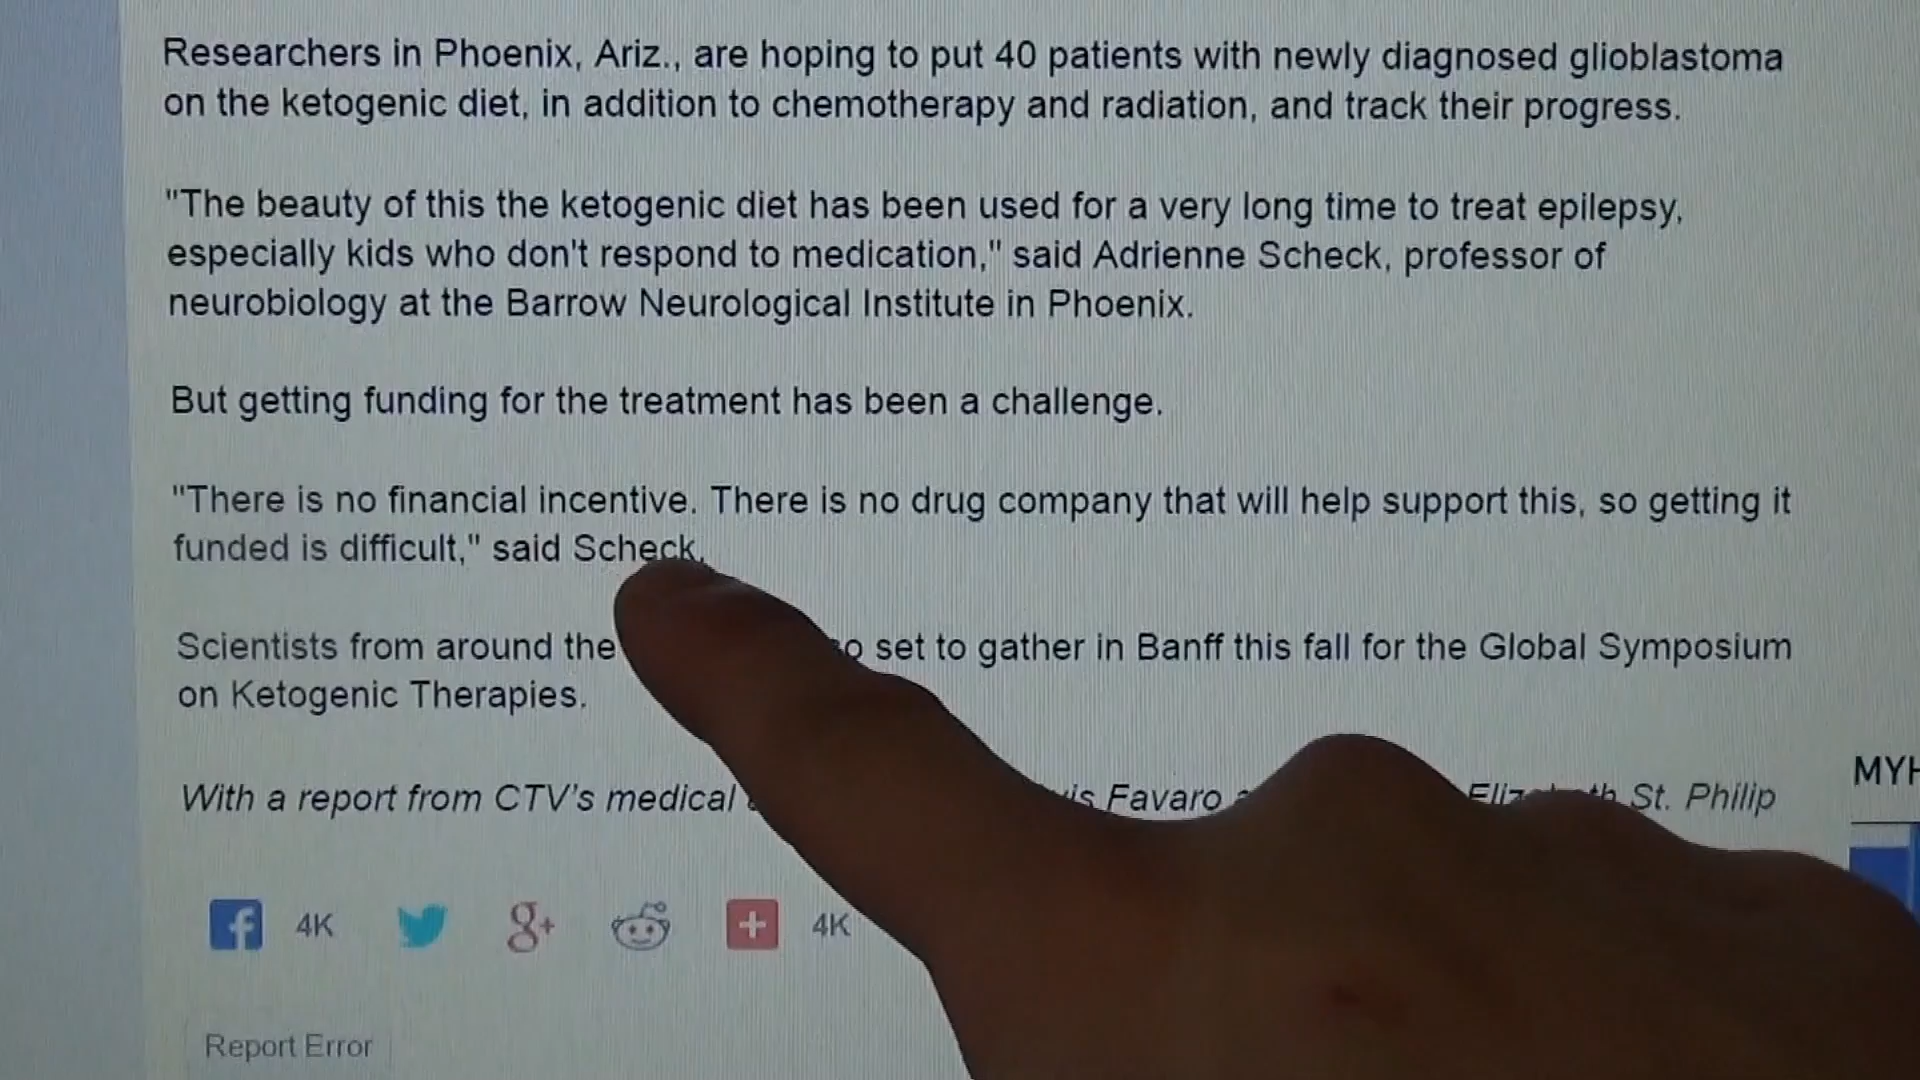 Researchers in Phoenix, Ariz., are hoping to put 40 patients with newly diagnosed glioblastoma
on the ketogenic diet, in addition to chemotherapy and radiation, and track their progress.
"The beauty of this the ketogenic diet has been used for a very long time to treat epilepsy,
especially kids who don't respond to medication," said Adrienne Scheck, professor of
neurobiology at the Barrow Neurological Institute in Phoenix.
But getting funding for the treatment has been a challenge.
"There is no financial incentive. There is no drug company that will help support this, so getting it
funded is difficult," said Scheck.
Scientists from around the set to gather in Banff this fall for the Global Symposium
on Ketogenic Therapies.
With a report from CTV's medical Favaro St. Philip
MYH
4K 4K
Report Error